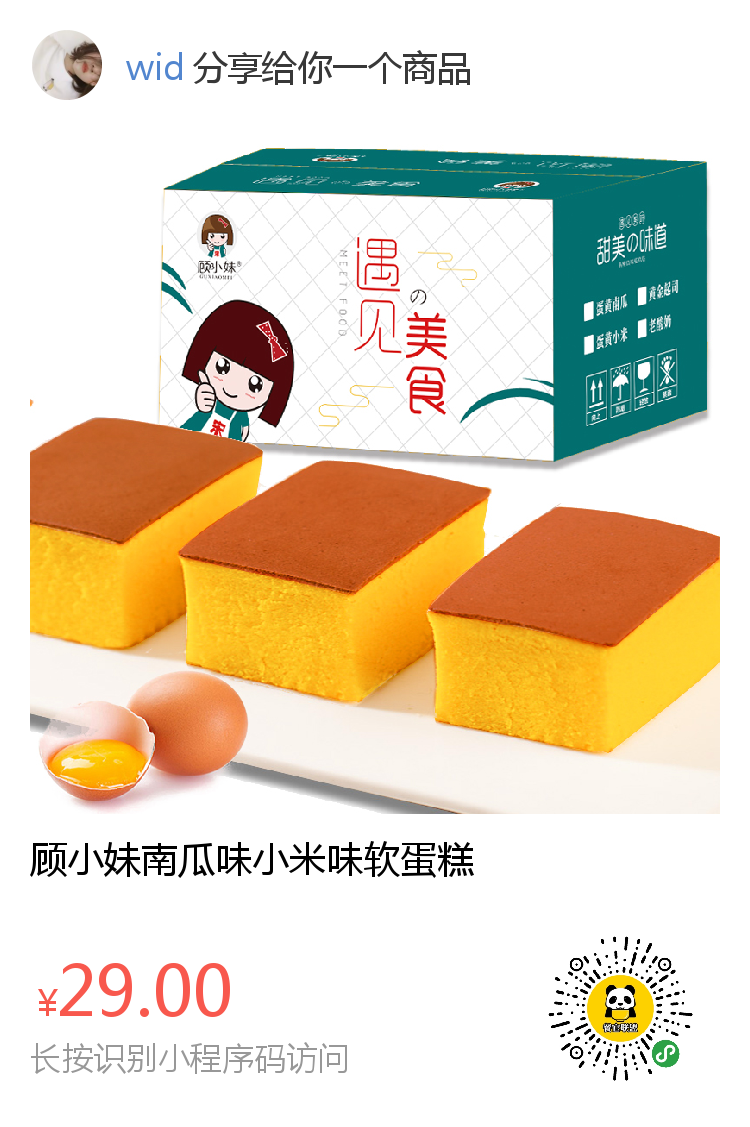 wid 分享给你一个商品
顾小妹®
GUXIAOMEI
MEET FOOD
遇见
の
美食
甜美の味道
蛋黄南瓜
黄金起司
蛋黄小米
老酸奶
顾小妹南瓜味小米味软蛋糕
¥29.00
长按识别小程序码访问